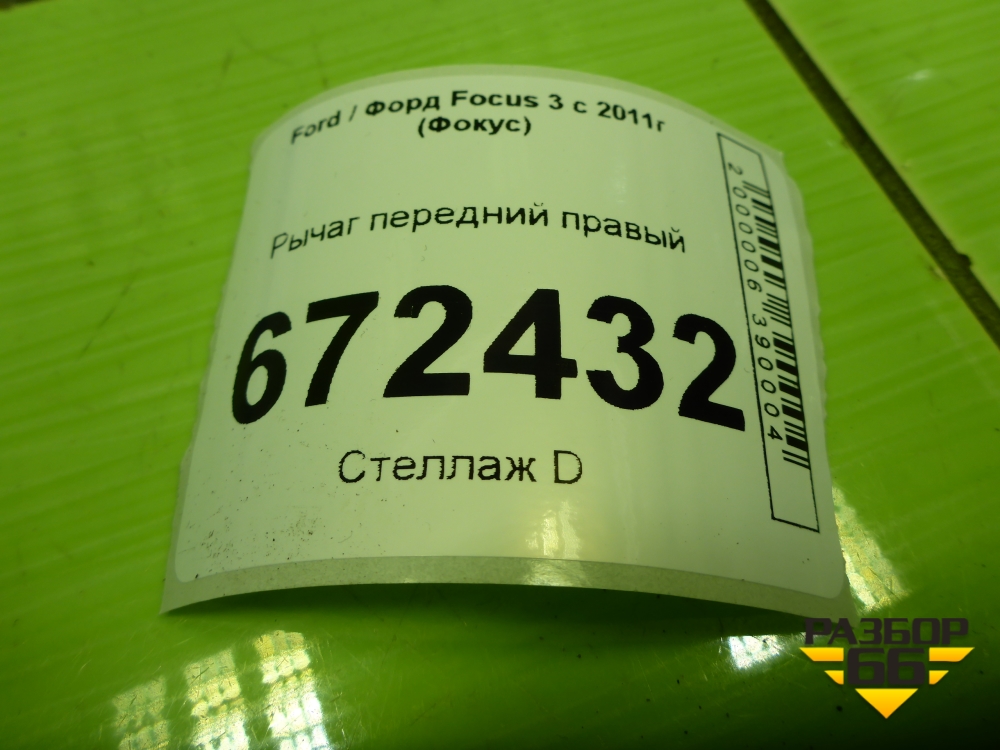 Ford / Форд Focus 3 с 2011г
(Фокус)
Рычаг передний правый
672432
Стеллаж D
2000006390004
РАЗБОР
66